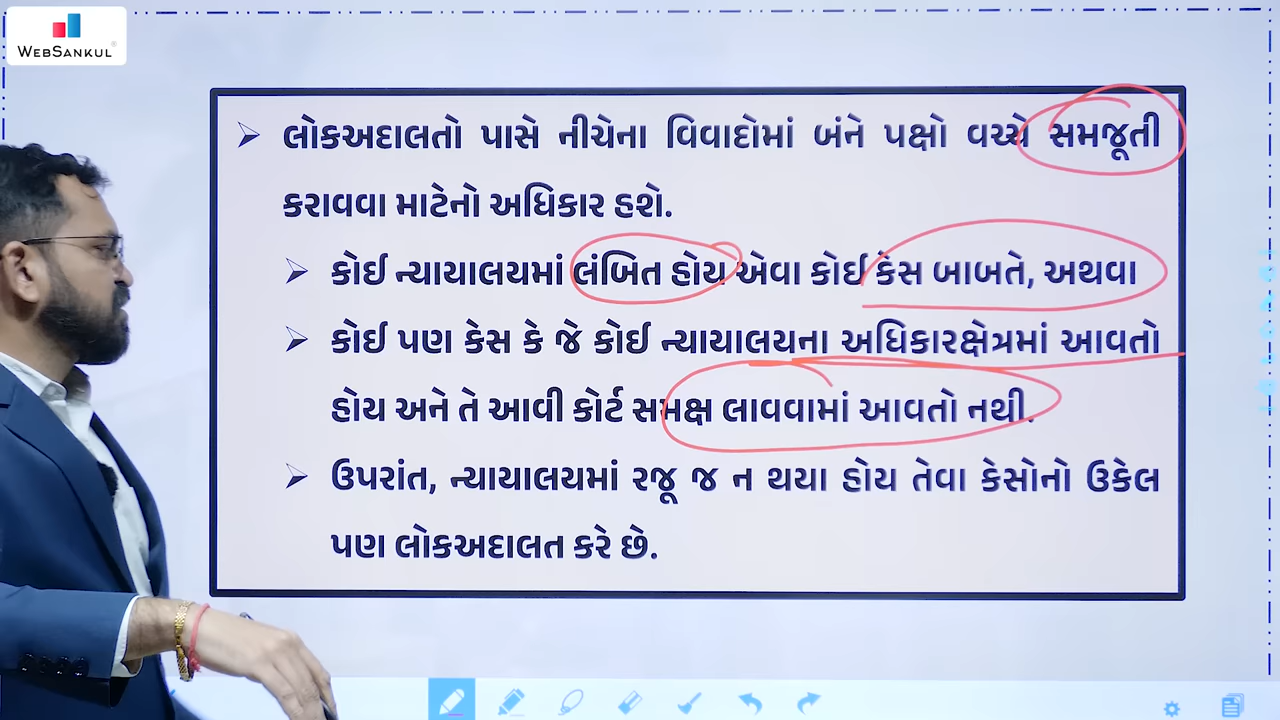 WEBSANKUL
લોકઅદાલતો પાસે નીચેના વિવાદોમાં બંને પક્ષો વચ્ચે સમજૂતી
કરાવવા માટેનો અધિકાર હશે.
કોઈ ન્યાયાલયમાં લંબિત હોય એવા કોઈ કેસ બાબતે, અથવા
કોઈ પણ કેસ કે જે કોઈ ન્યાયાલયના અધિકારક્ષેત્રમાં આવતો
હોય અને તે આવી કોર્ટ સમક્ષ લાવવામાં આવતો નથી.
ઉપરાંત, ન્યાયાલયમાં રજૂ જ ન થયા હોય તેવા કેસોનો ઉકેલ
પણ લોકઅદાલત કરે છે.